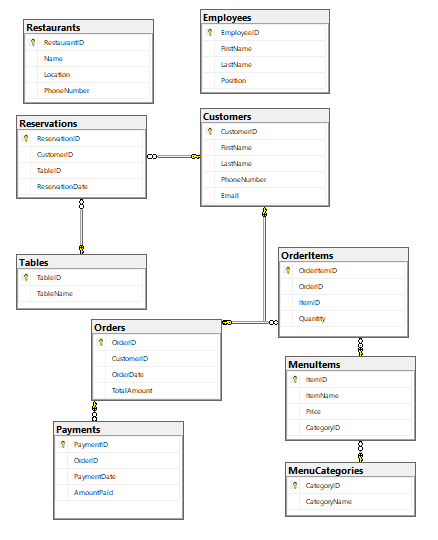 Restaurants
RestaurantID
Name
Location
PhoneNumber
Employees
EmployeeID
FirstName
LastName
Position
Reservations
ReservationID
CustomerID
TableID
ReservationDate
Customers
CustomerID
FirstName
LastName
PhoneNumber
Email
Tables
TableID
TableName
OrderItems
OrderItemID
OrderID
ItemID
Quantity
Orders
OrderID
CustomerID
OrderDate
TotalAmount
MenuItems
ItemID
ItemName
Price
CategoryID
Payments
PaymentID
OrderID
PaymentDate
AmountPaid
MenuCategories
CategoryID
CategoryName